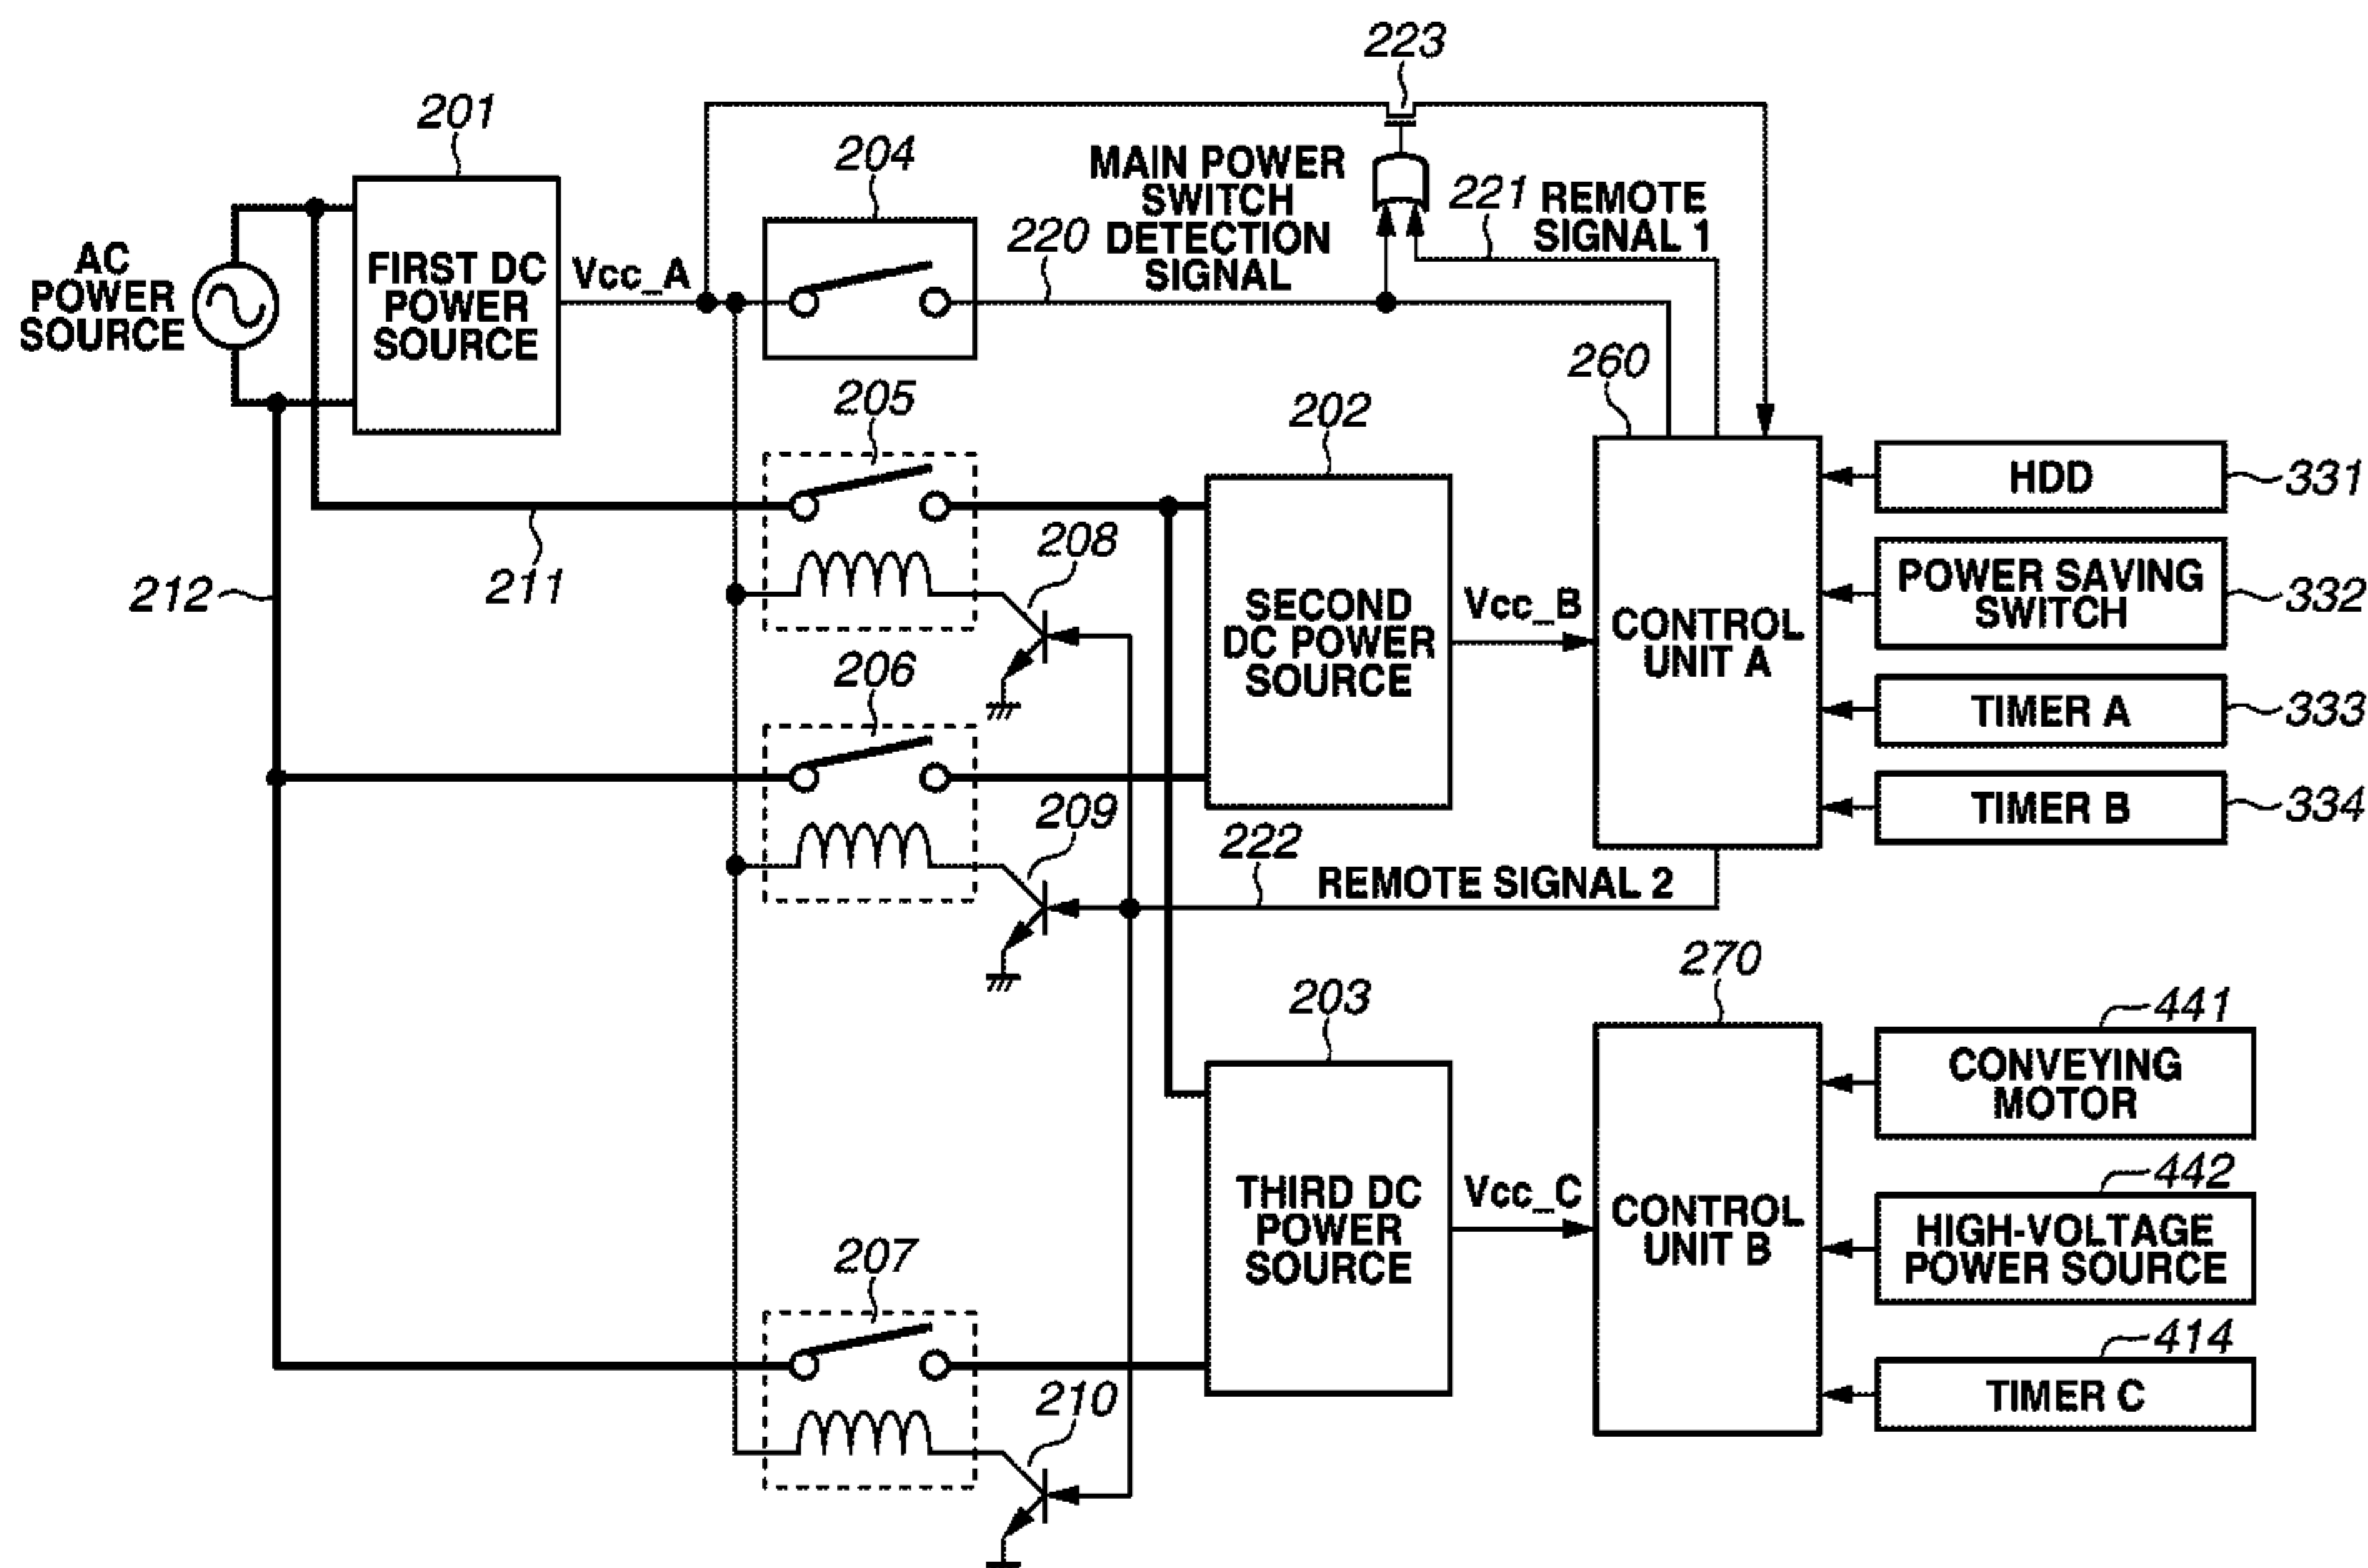 223
201
204
MAIN POWER
SWITCH
DETECTION
SIGNAL
221
REMOTE
SIGNAL 1
220
AC
POWER
SOURCE
FIRST DC
POWER
SOURCE
Vcc_A
260
205
202
HDD
331
208
211
212
SECOND
DC POWER
SOURCE
Vcc_B
CONTROL
UNIT A
POWER SAVING
SWITCH
332
206
TIMER A
333
209
222
REMOTE SIGNAL 2
TIMER B
334
270
203
441
CONVEYING
MOTOR
THIRD DC
POWER
SOURCE
Vcc_C
CONTROL
UNIT B
442
HIGH-VOLTAGE
POWER SOURCE
207
414
TIMER C
210